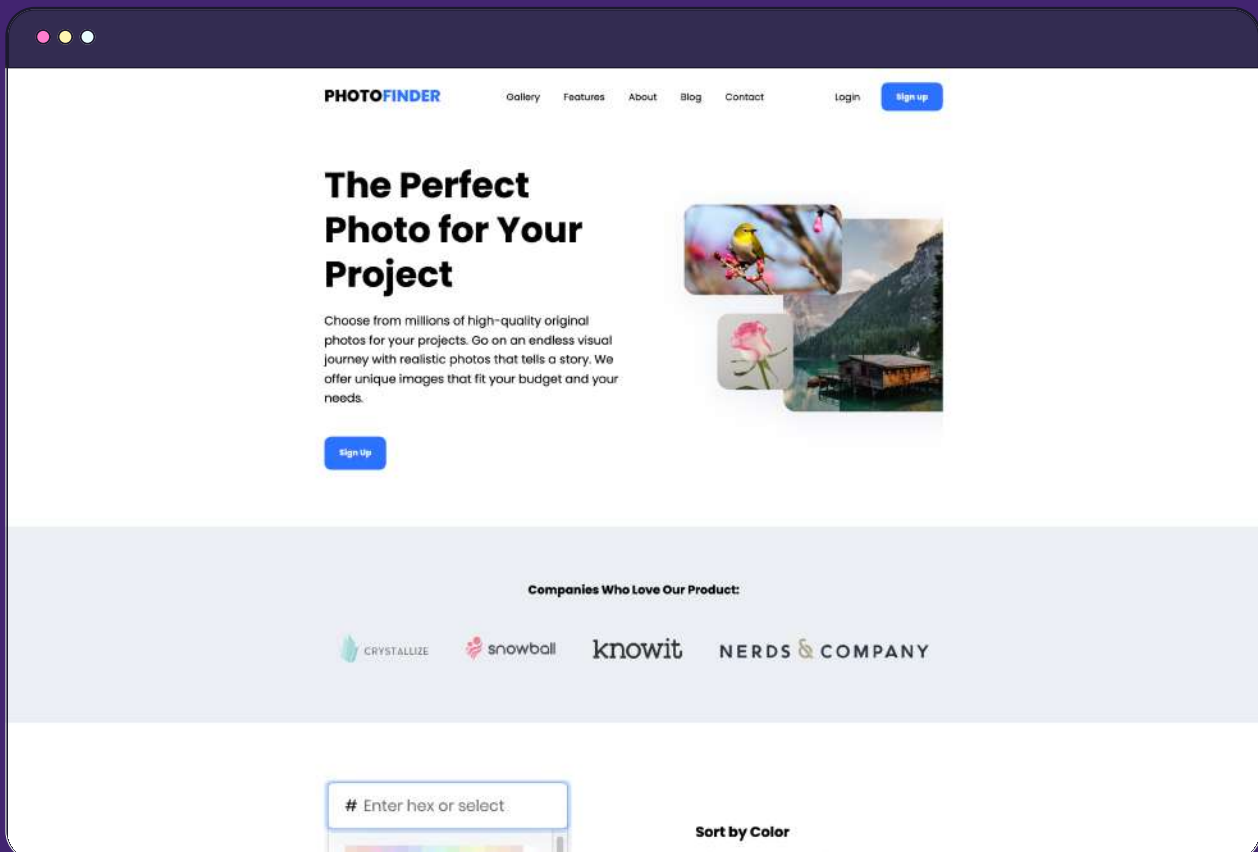 PHOTOFINDER
Gallery
Features
About
Blog
Contact
Login
Sign up
The Perfect
Photo for Your
Project
Choose from millions of high-quality original
photos for your projects. Go on an endless visual
journey with realistic photos that tells a story. We
offer unique images that fit your budget and your
needs.
Sign Up
Companies Who Love Our Product:
CRYSTALLIZE
snowball
knowit
NERDS & COMPANY
# Enter hex or select
Sort by Color